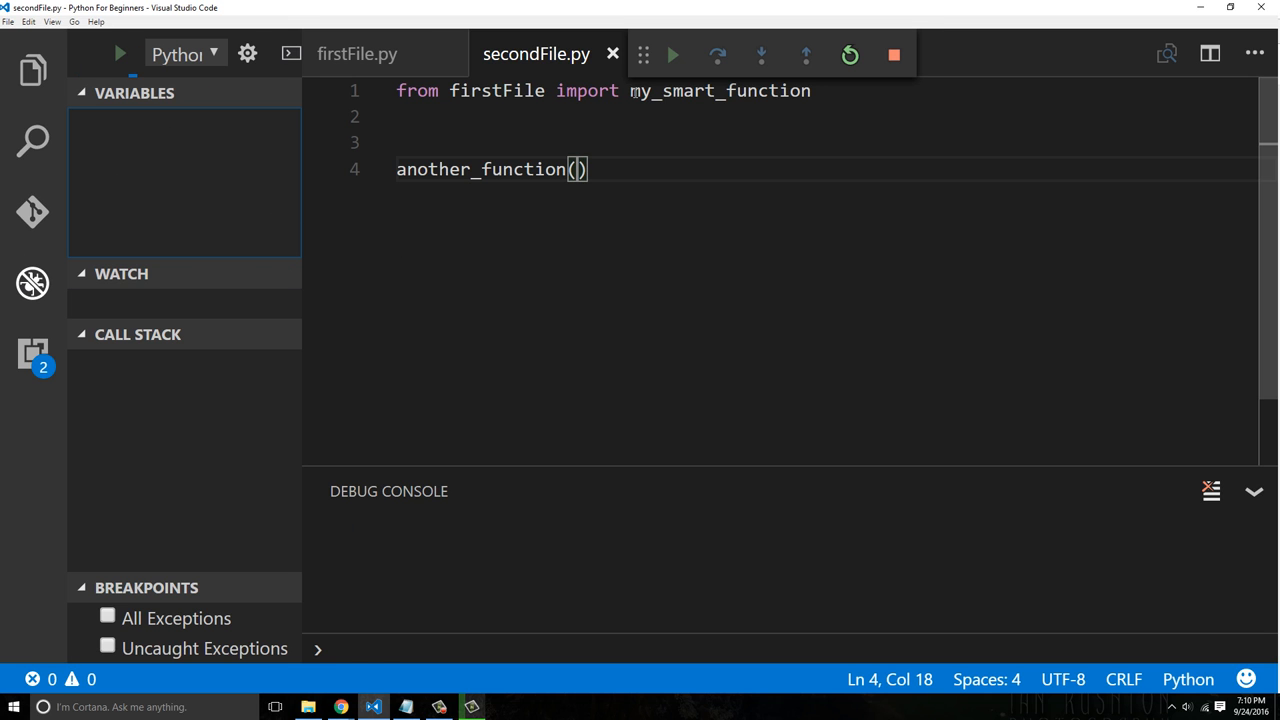 secondFile.py - Python For Beginners - Visual Studio Code
File Edit View Go Help
Python
firstFile.py
secondFile.py
VARIABLES
WATCH
CALL STACK
BREAKPOINTS
All Exceptions
Uncaught Exceptions
2
1 from firstFile import my_smart_function
2
3
4 another_function()
DEBUG CONSOLE
0 0
Ln 4, Col 18 Spaces: 4 UTF-8 CRLF Python
I'm Cortana. Ask me anything.
7:10 PM
9/24/2016